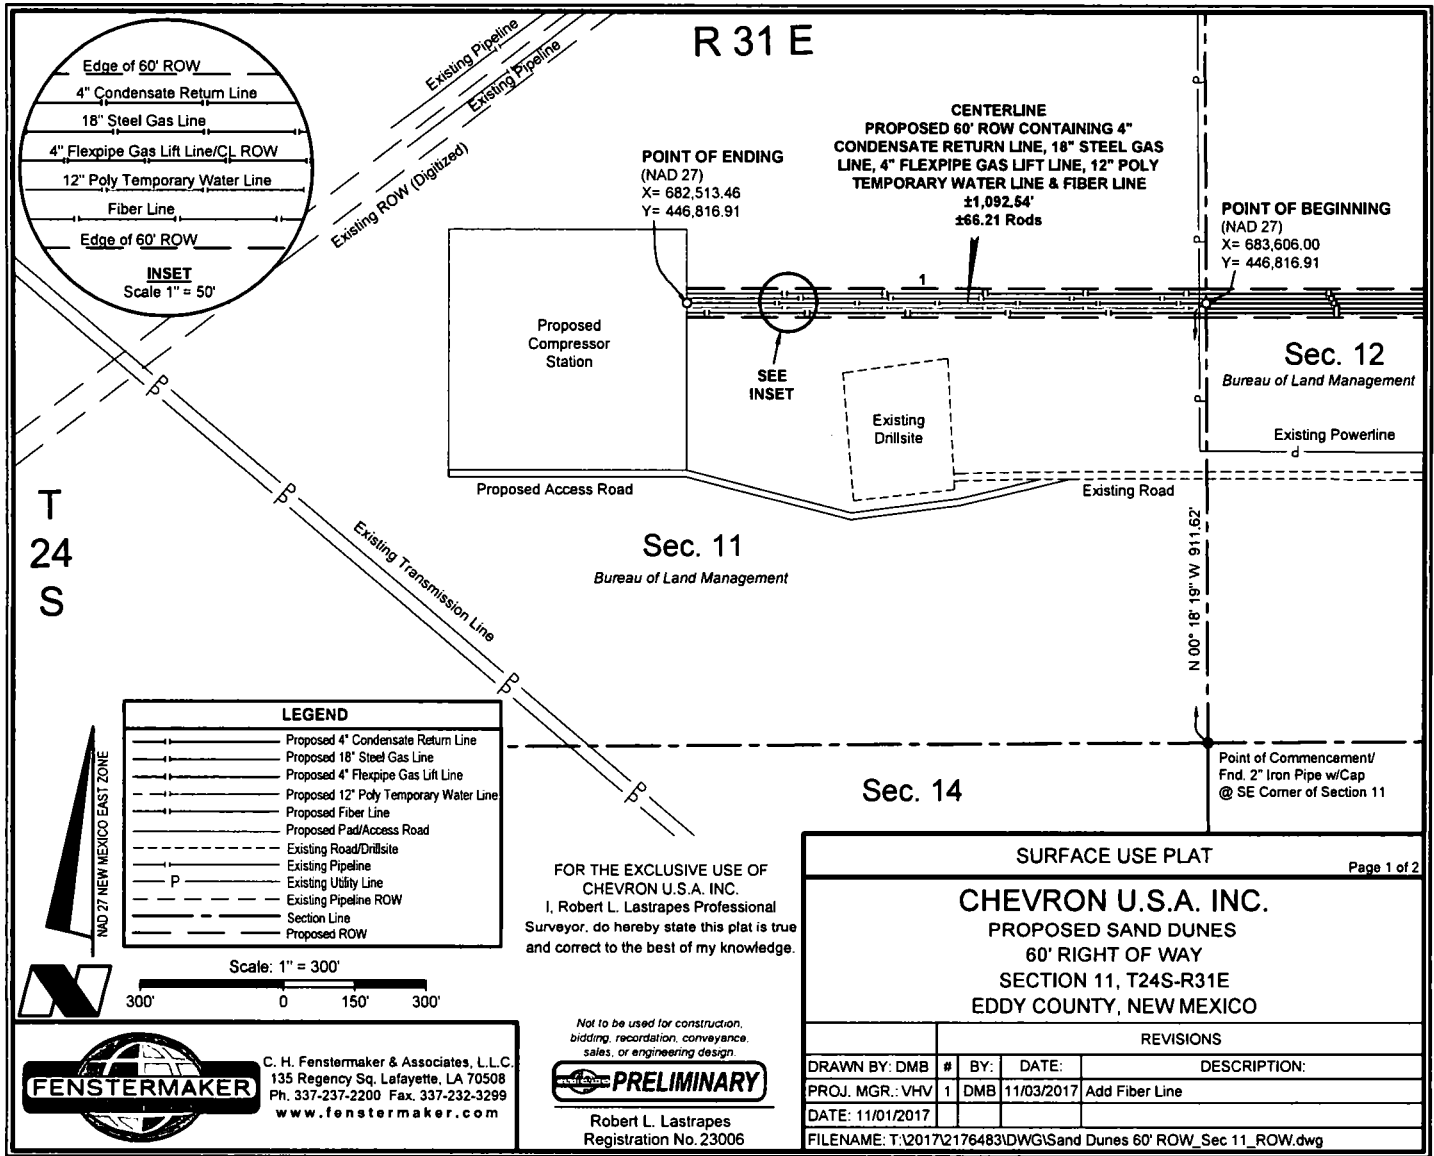 R 31 E
Edge of 60' ROW
4" Condensate Return Line
18" Steel Gas Line
4" Flexpipe Gas Lift Line/CL ROW
12" Poly Temporary Water Line
Fiber Line
Edge of 60' ROW
INSET
Scale 1" = 50'
Existing Pipeline
Existing Pipeline
Existing ROW (Digitized)
POINT OF ENDING
(NAD 27)
X= 682,513.46
Y= 446,816.91
CENTERLINE
PROPOSED 60' ROW CONTAINING 4"
CONDENSATE RETURN LINE, 18" STEEL GAS
LINE, 4" FLEXPIPE GAS LIFT LINE, 12" POLY
TEMPORARY WATER LINE & FIBER LINE
±1,092.54'
±66.21 Rods
POINT OF BEGINNING
(NAD 27)
X= 683,606.00
Y= 446,816.91
1
P
P
P
Proposed
Compressor
Station
SEE
INSET
Existing
Drillsite
Sec. 12
Bureau of Land Management
Existing Powerline
P
Proposed Access Road
Existing Road
T
24
S
P
P
P
P
Existing Transmission Line
Sec. 11
Bureau of Land Management
N 00° 18' 19" W 911.62'
P
P
P
P
Sec. 14
Point of Commencement/
Fnd. 2" Iron Pipe w/Cap
@ SE Corner of Section 11
LEGEND
Proposed 4" Condensate Return Line
Proposed 18" Steel Gas Line
Proposed 4" Flexpipe Gas Lift Line
Proposed 12" Poly Temporary Water Line
Proposed Fiber Line
Proposed Pad/Access Road
Existing Road/Drillsite
Existing Pipeline
P Existing Utility Line
Existing Pipeline ROW
Section Line
Proposed ROW
NAD 27 NEW MEXICO EAST ZONE
Scale: 1" = 300'
300' 0 150' 300'
FOR THE EXCLUSIVE USE OF
CHEVRON U.S.A. INC.
I, Robert L. Lastrapes Professional
Surveyor, do hereby state this plat is true
and correct to the best of my knowledge.
Not to be used for construction,
bidding, recordation, conveyance,
sales, or engineering design.
PRELIMINARY
Robert L. Lastrapes
Registration No. 23006
FENSTERMAKER
C. H. Fenstermaker & Associates, L.L.C.
135 Regency Sq. Lafayette, LA 70508
Ph. 337-237-2200 Fax. 337-232-3299
www.fenstermaker.com
SURFACE USE PLAT
Page 1 of 2
CHEVRON U.S.A. INC.
PROPOSED SAND DUNES
60' RIGHT OF WAY
SECTION 11, T24S-R31E
EDDY COUNTY, NEW MEXICO
REVISIONS
DRAWN BY: DMB # BY: DATE: DESCRIPTION:
PROJ. MGR.: VHV 1 DMB 11/03/2017 Add Fiber Line
DATE: 11/01/2017
FILENAME: T:\2017\2176483\DWG\Sand Dunes 60' ROW_Sec 11_ROW.dwg